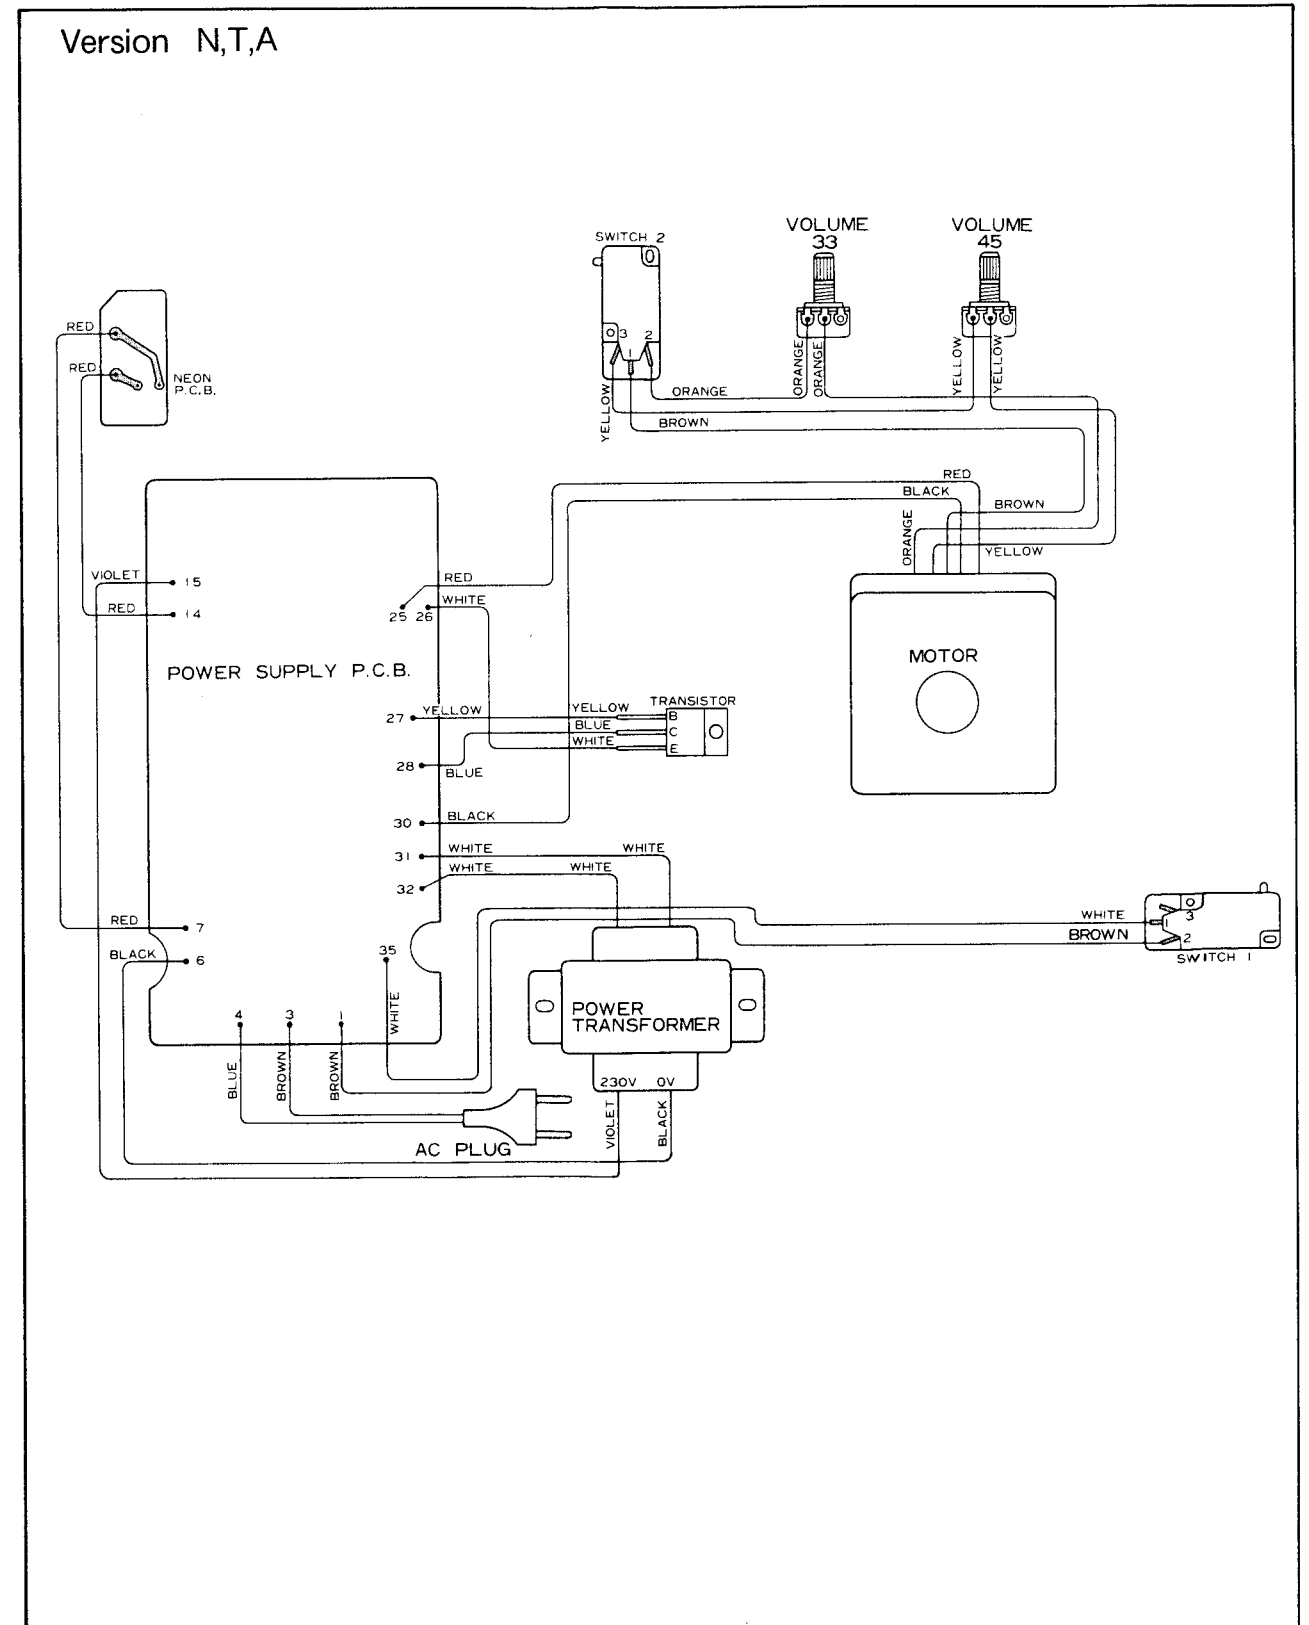 Version N,T,A
VOLUME
33
VOLUME
45
SWITCH 2
3
2
1
RED
RED
NEON
P.C.B.
YELLOW
ORANGE
BROWN
ORANGE
ORANGE
YELLOW
YELLOW
RED
BLACK
BROWN
ORANGE
YELLOW
VIOLET
15
RED
14
RED
WHITE
25 26
POWER SUPPLY P.C.B.
MOTOR
27
YELLOW
YELLOW
BLUE
WHITE
TRANSISTOR
B
C
E
28
BLUE
30
BLACK
31
WHITE
WHITE
32
WHITE
WHITE
RED
7
BLACK
6
35
WHITE
WHITE
BROWN
3
1
2
SWITCH 1
4
3
1
BLUE
BROWN
BROWN
POWER
TRANSFORMER
230V 0V
VIOLET
BLACK
AC PLUG